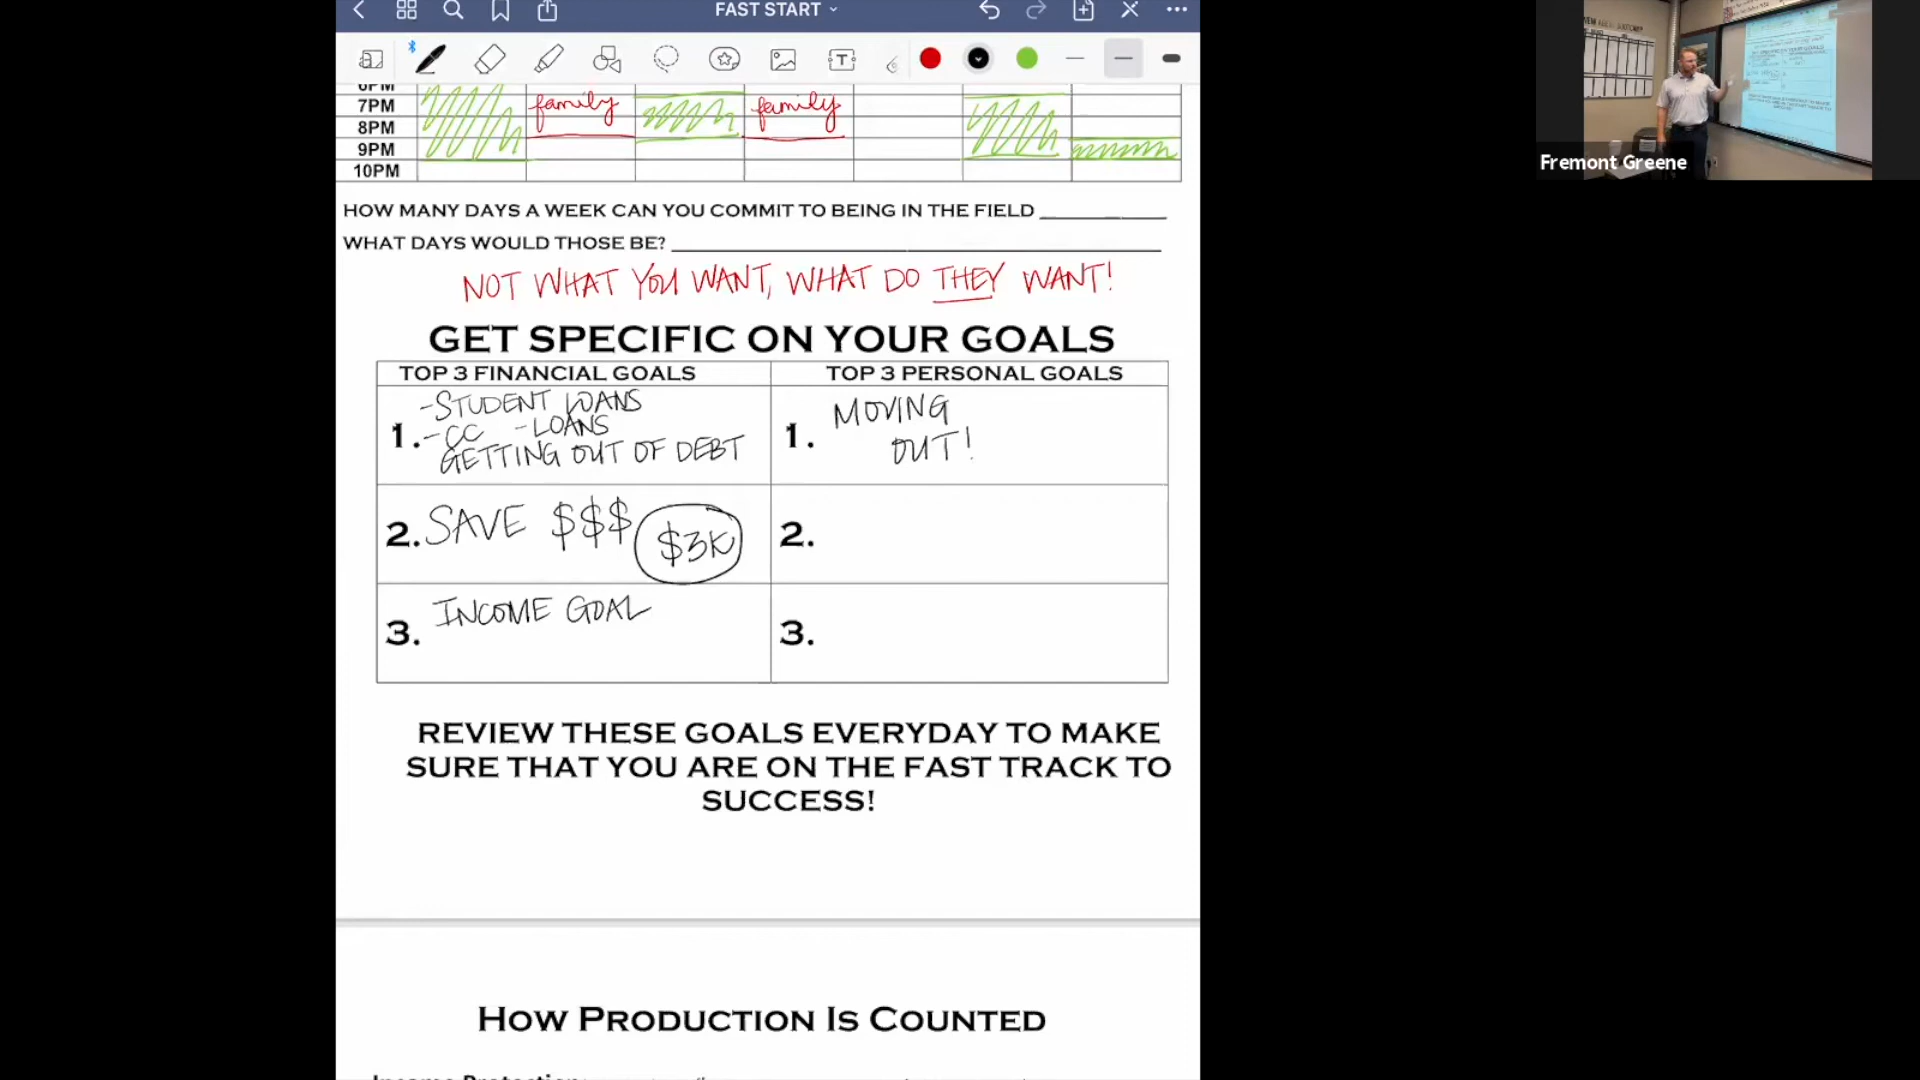 FAST START
6PM
7PM family family
8PM
9PM
10PM
HOW MANY DAYS A WEEK CAN YOU COMMIT TO BEING IN THE FIELD
WHAT DAYS WOULD THOSE BE?
NOT WHAT YOU WANT, WHAT DO THEY WANT!
GET SPECIFIC ON YOUR GOALS
TOP 3 FINANCIAL GOALS
TOP 3 PERSONAL GOALS
-STUDENT LOANS
1. -CC -LOANS
GETTING OUT OF DEBT
1. MOVING
OUT!
2. SAVE $$$ $3K
2.
3. INCOME GOAL
3.
REVIEW THESE GOALS EVERYDAY TO MAKE
SURE THAT YOU ARE ON THE FAST TRACK TO
SUCCESS!
HOW PRODUCTION IS COUNTED
Fremont Greene